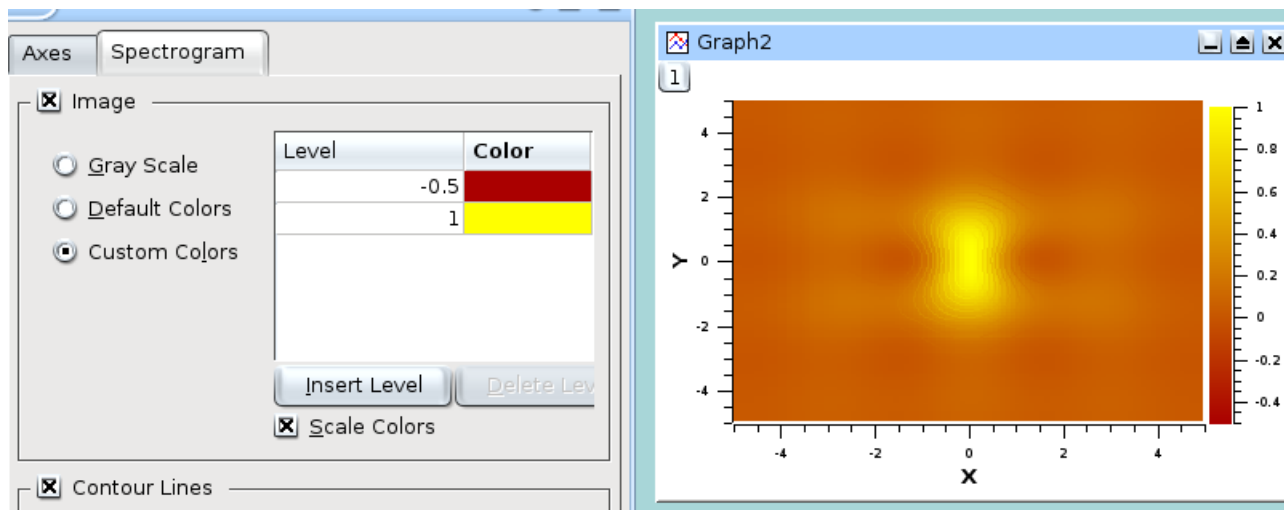 Axes Spectrogram
Image
Gray Scale
Default Colors
Custom Colors
Level Color
-0.5
1
Insert Level Delete Lev
Scale Colors
Contour Lines
Graph2
1
4
2
0
-2
-4
Y
-4 -2 0 2 4
X
1
0.8
0.6
0.4
0.2
0
-0.2
-0.4